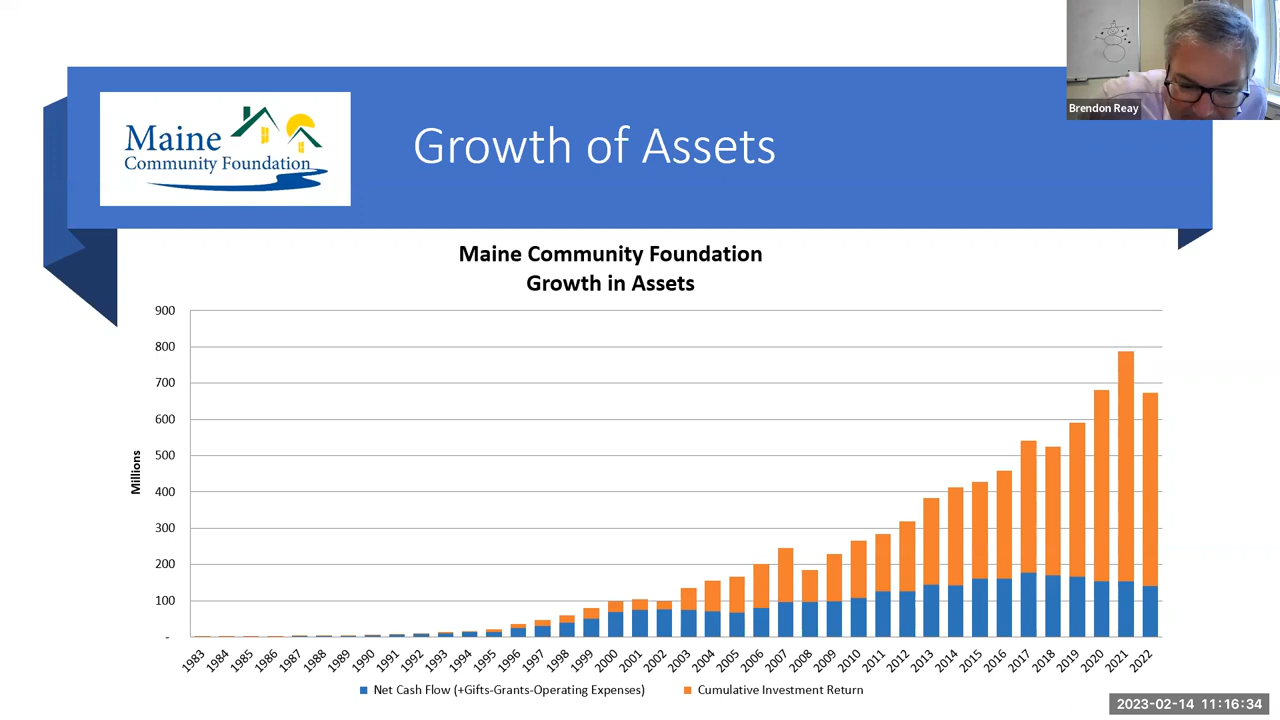 Brendon Reay
Maine
Community Foundation
Growth of Assets
Maine Community Foundation
Growth in Assets
Millions
900
800
700
600
500
400
300
200
100
-
1983 1984 1985 1986 1987 1988 1989 1990 1991 1992 1993 1994 1995 1996 1997 1998 1999 2000 2001 2002 2003 2004 2005 2006 2007 2008 2009 2010 2011 2012 2013 2014 2015 2016 2017 2018 2019 2020 2021 2022
Net Cash Flow (+Gifts-Grants-Operating Expenses) Cumulative Investment Return
2023-02-14 11:16:34